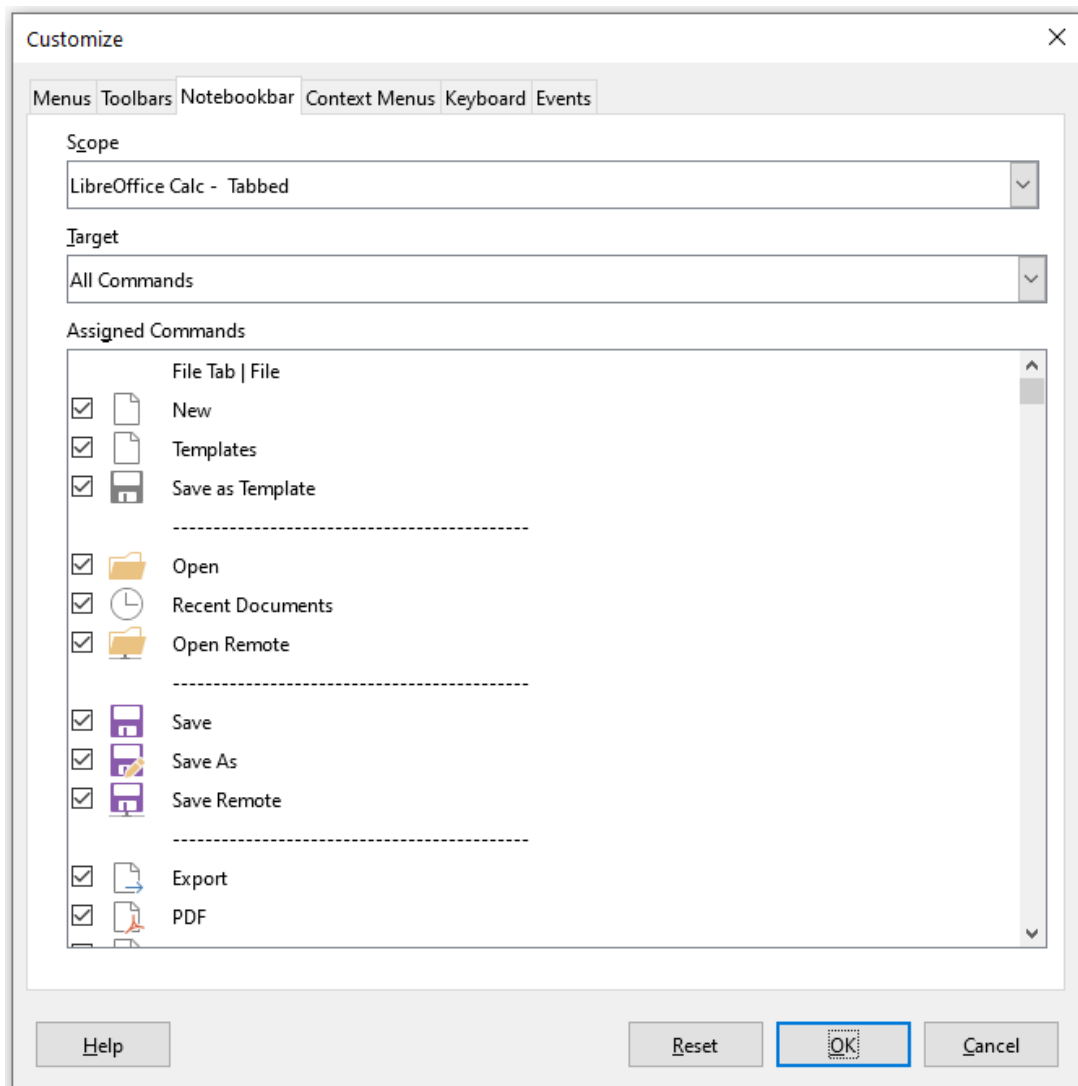 Customize
Menus Toolbars Notebookbar Context Menus Keyboard Events
Scope
LibreOffice Calc -  Tabbed
Target
All Commands
Assigned Commands
File Tab | File
New
Templates
Save as Template
--------------------------------------------
Open
Recent Documents
Open Remote
--------------------------------------------
Save
Save As
Save Remote
--------------------------------------------
Export
PDF
Help Reset OK Cancel